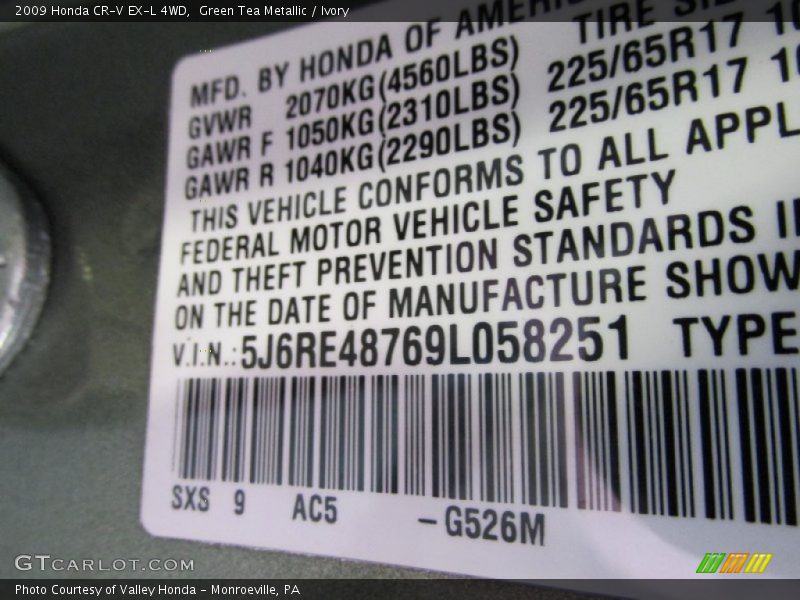 2009 Honda CR-V EX-L 4WD, Green Tea Metallic / Ivory
MFD. BY HONDA OF
TIRE
GVWR 2070KG(4560LBS)
GAWR F 1050KG(2310LBS) 225/65R17
GAWR R 1040KG(2290LBS) 225/65R17
THIS VEHICLE CONFORMS TO ALL APPL
FEDERAL MOTOR VEHICLE SAFETY
AND THEFT PREVENTION STANDARDS
ON THE DATE OF MANUFACTURE SHOW
V.I.N.: 5J6RE48769L058251 TYPE
SXS 9 AC5 -G526M
GTCARLOT.COM
Photo Courtesy of Valley Honda - Monroeville, PA